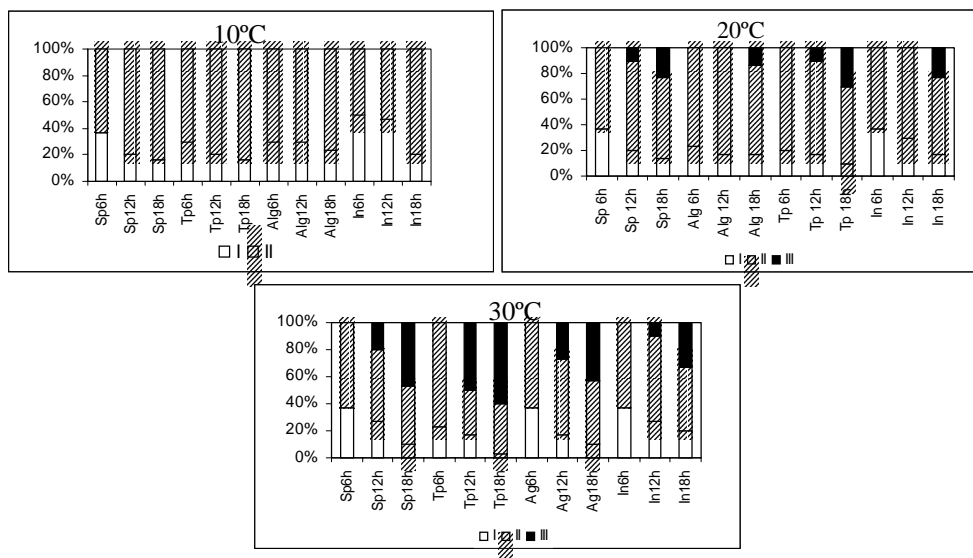 10ºC
100%
80%
60%
40%
20%
0%
Sp6h
Sp12h
Sp18h
Tp6h
Tp12h
Tp18h
Alg6h
Alg12h
Alg18h
In6h
In12h
In18h
I II
20ºC
100%
80%
60%
40%
20%
0%
Sp 6h
Sp 12h
Sp18h
Alg 6h
Alg 12h
Alg 18h
Tp 6h
Tp 12h
Tp 18h
In 6h
In 12h
In 18h
I II III
30ºC
100%
80%
60%
40%
20%
0%
Sp6h
Sp12h
Sp18h
Tp6h
Tp12h
Tp18h
Ag6h
Ag12h
Ag18h
In6h
In12h
In18h
I II III